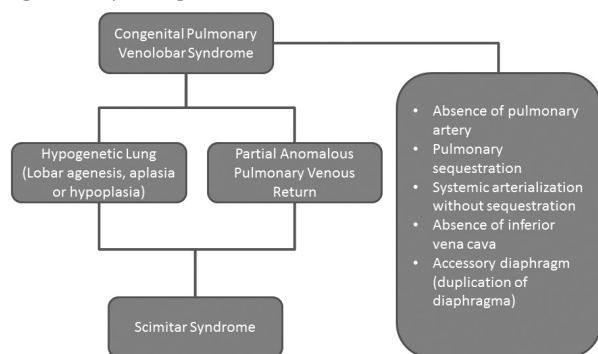 Congenital Pulmonary
Venolobar Syndrome
Hypogenetic Lung
(Lobar agenesis, aplasia
or hypoplasia)
Partial Anomalous
Pulmonary Venous
Return
Scimitar Syndrome
• Absence of pulmonary
artery
• Pulmonary
sequestration
• Systemic arterialization
without sequestration
• Absence of inferior
vena cava
• Accessory diaphragm
(duplication of
diaphragma)